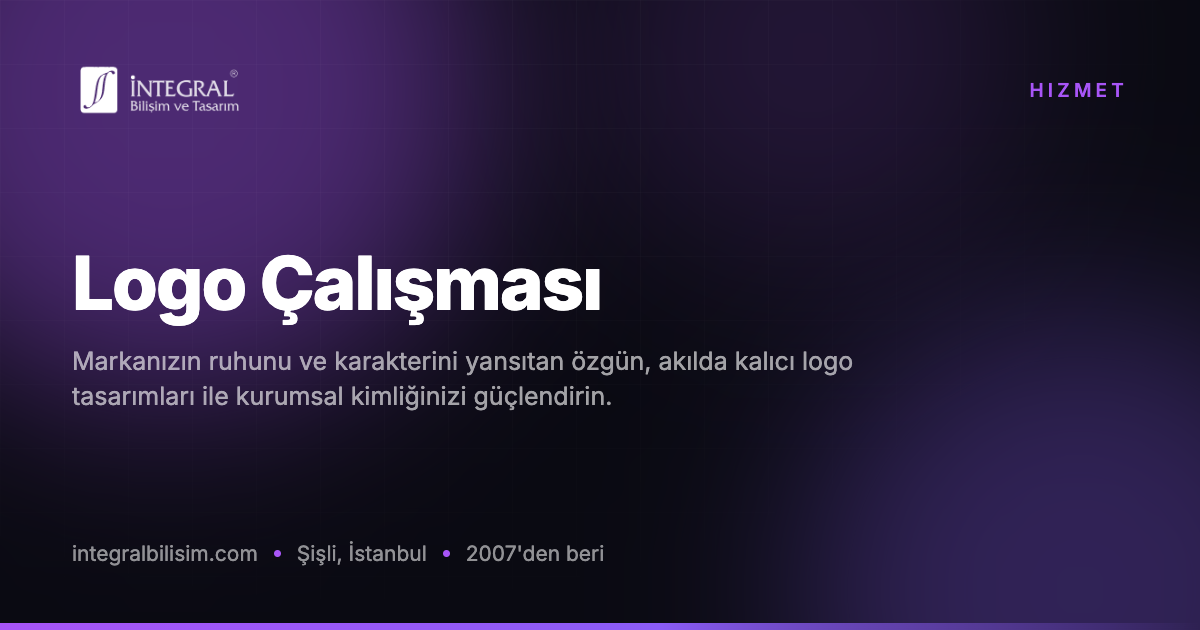 İNTEGRAL®
Bilişim ve Tasarım
HIZMET
Logo Çalışması
Markanızın ruhunu ve karakterini yansıtan özgün, akılda kalıcı logo
tasarımları ile kurumsal kimliğinizi güçlendirin.
integralbilisim.com • Şişli, İstanbul • 2007'den beri